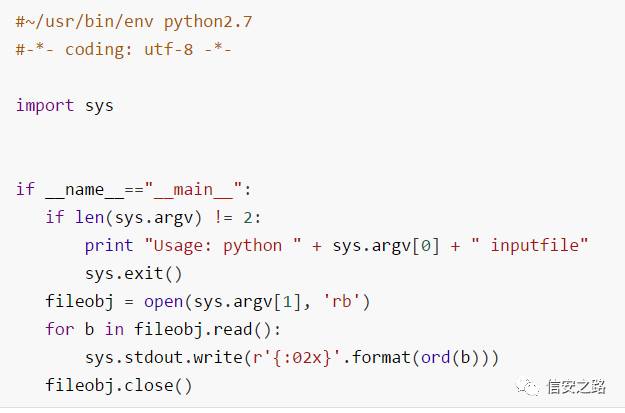 #~/usr/bin/env python2.7
#-*- coding: utf-8 -*-
import sys
if __name__=="__main__":
if len(sys.argv) != 2:
print "Usage: python " + sys.argv[0] + " inputfile"
sys.exit()
fileobj = open(sys.argv[1], 'rb')
for b in fileobj.read():
sys.stdout.write(r'{:02x}'.format(ord(b)))
fileobj.close()
信安之路